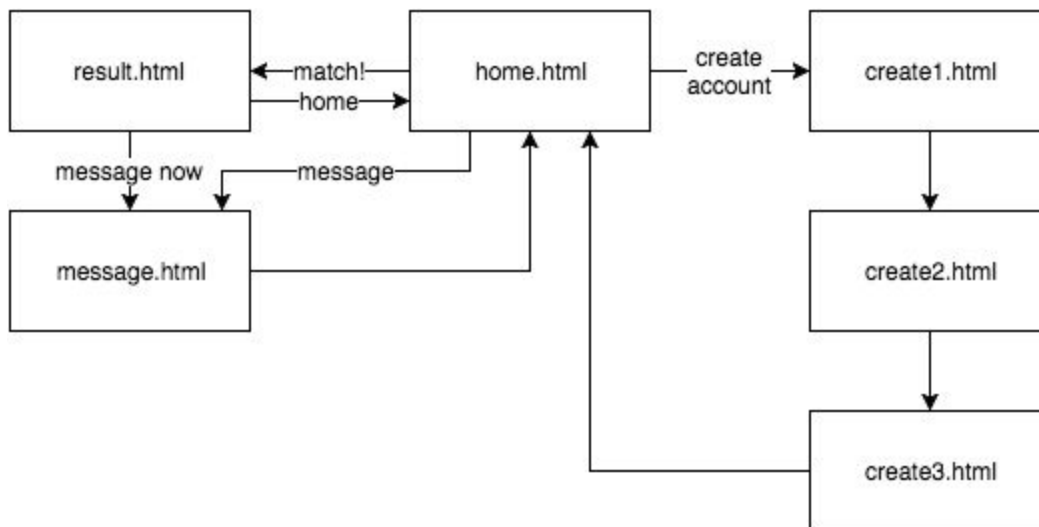 result.html
match!
home
home.html
create
account
create1.html
message now
message
message.html
create2.html
create3.html